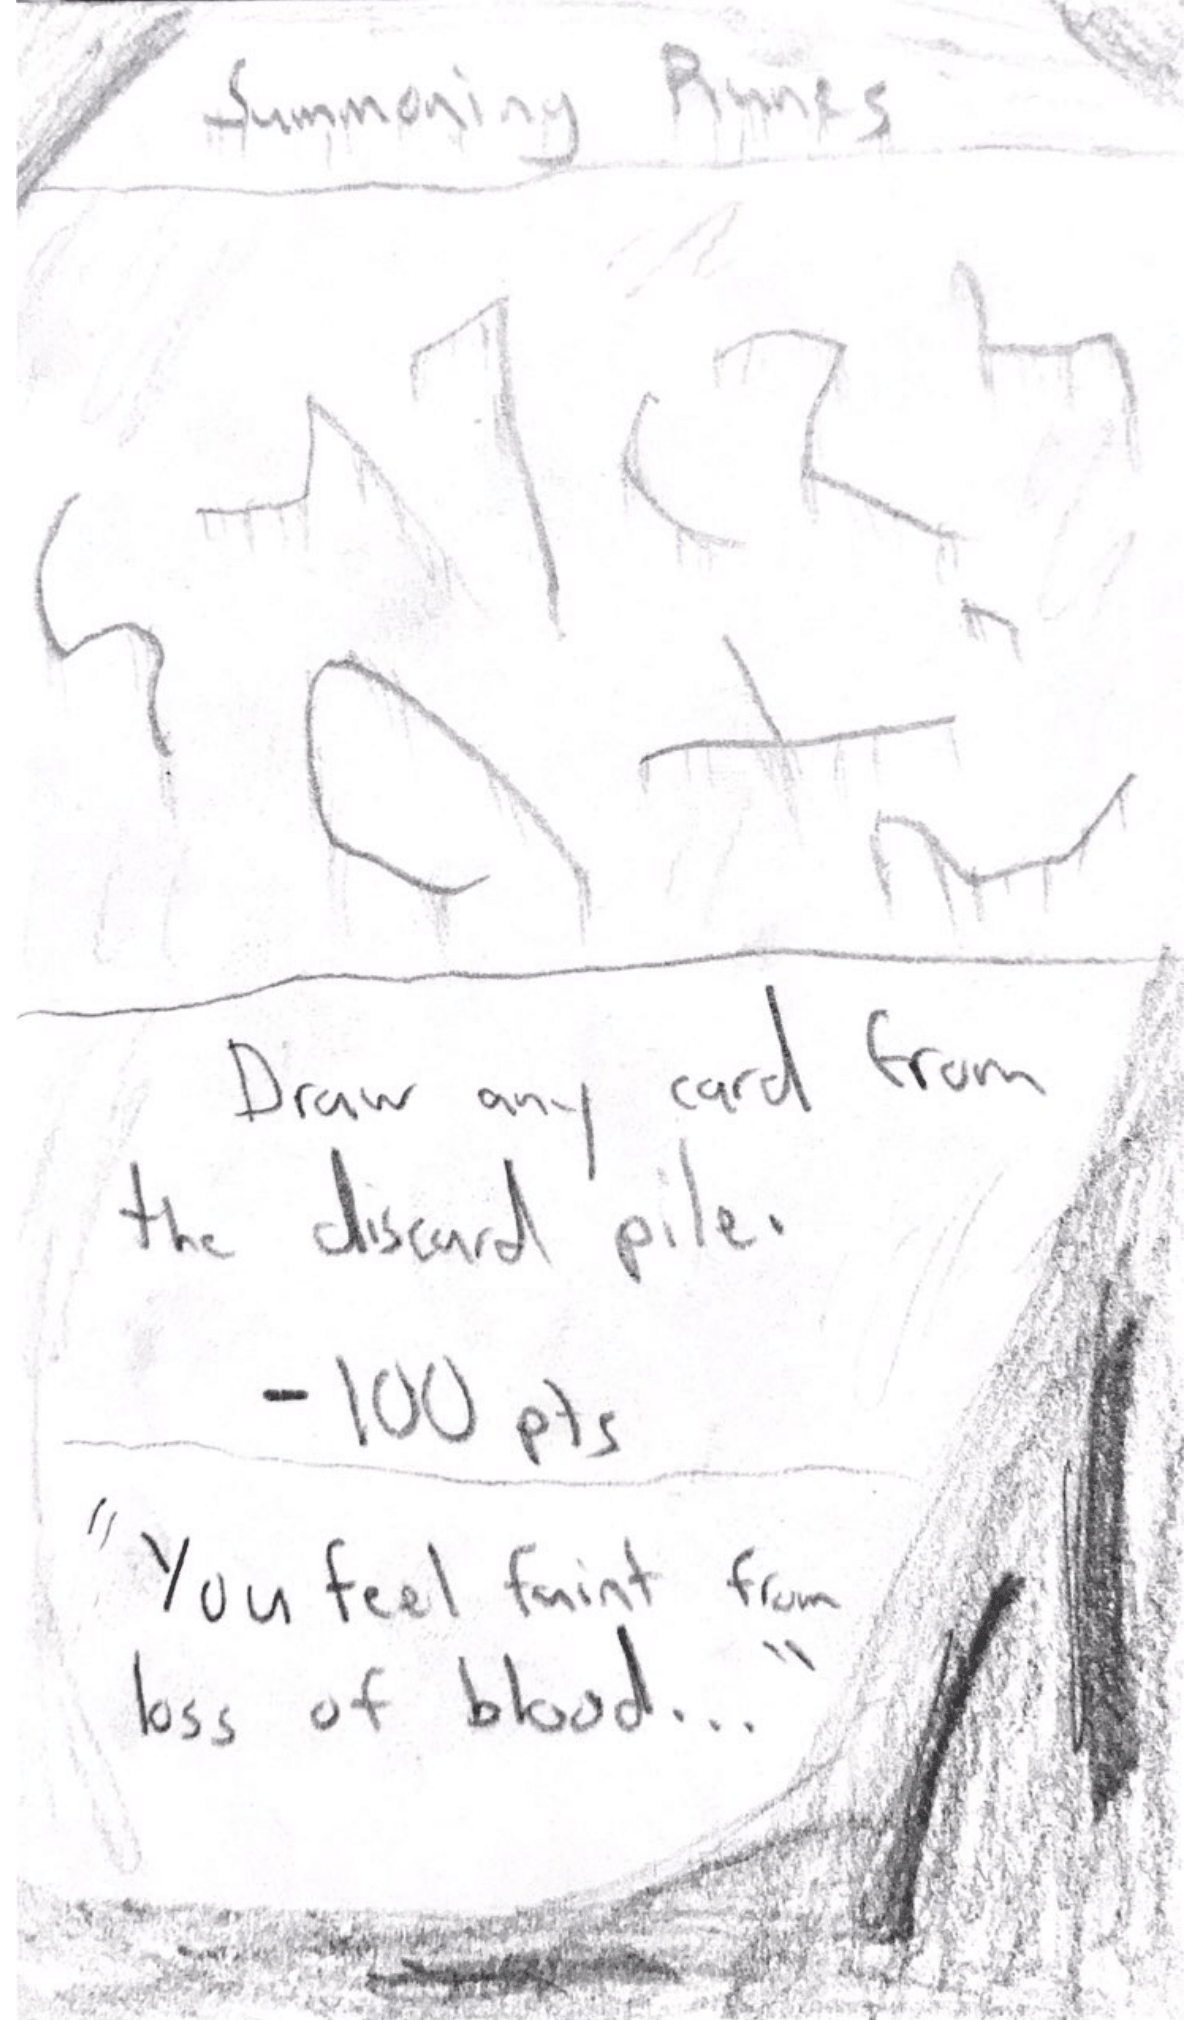 Summoning Runes
Draw any card from
the discard pile.
-100 pts
"You feel faint from
loss of blood..."